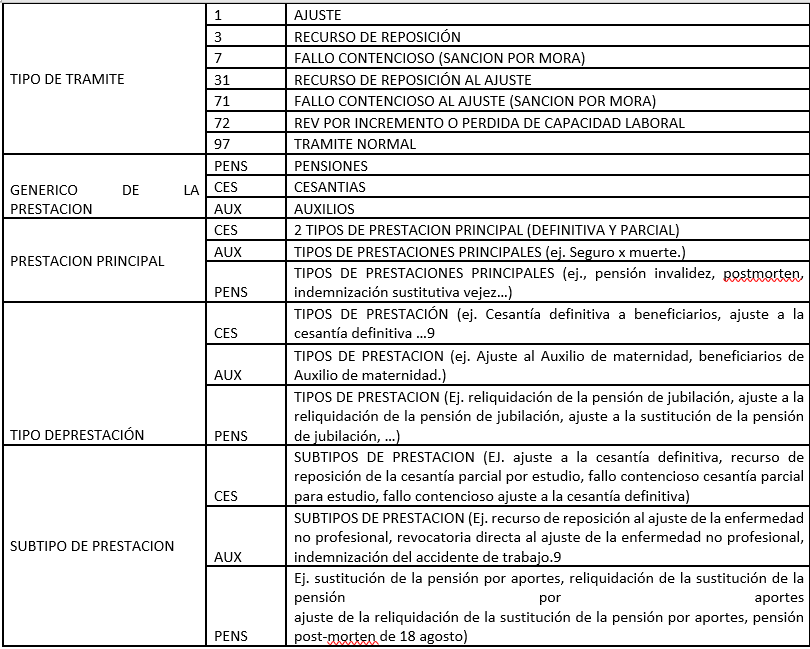 TIPO DE TRAMITE
1 AJUSTE
3 RECURSO DE REPOSICIÓN
7 FALLO CONTENCIOSO (SANCION POR MORA)
31 RECURSO DE REPOSICIÓN AL AJUSTE
71 FALLO CONTENCIOSO AL AJUSTE (SANCION POR MORA)
72 REV POR INCREMENTO O PERDIDA DE CAPACIDAD LABORAL
97 TRAMITE NORMAL
GENERICO DE LA
PRESTACION
PENS PENSIONES
CES CESANTIAS
AUX AUXILIOS
PRESTACION PRINCIPAL
CES 2 TIPOS DE PRESTACION PRINCIPAL (DEFINITIVA Y PARCIAL)
AUX TIPOS DE PRESTACIONES PRINCIPALES (ej. Seguro x muerte.)
PENS TIPOS DE PRESTACIONES PRINCIPALES (ej., pensión invalidez, postmorten,
indemnización sustitutiva vejez…)
TIPO DEPRESTACIÓN
CES TIPOS DE PRESTACIÓN (ej. Cesantía definitiva a beneficiarios, ajuste a la
cesantía definitiva …9
AUX TIPOS DE PRESTACION (ej. Ajuste al Auxilio de maternidad, beneficiarios de
Auxilio de maternidad.)
PENS TIPOS DE PRESTACION (Ej. reliquidación de la pensión de jubilación, ajuste a la
reliquidación de la pensión de jubilación, ajuste a la sustitución de la pensión
de jubilación, …)
SUBTIPO DE PRESTACION
CES SUBTIPOS DE PRESTACION (EJ. ajuste a la cesantía definitiva, recurso de
reposición de la cesantía parcial por estudio, fallo contencioso cesantía parcial
para estudio, fallo contencioso ajuste a la cesantía definitiva)
AUX SUBTIPOS DE PRESTACION (Ej. recurso de reposición al ajuste de la enfermedad
no profesional, revocatoria directa al ajuste de la enfermedad no profesional,
indemnización del accidente de trabajo.9
PENS Ej. sustitución de la pensión por aportes, reliquidación de la sustitución de la
pensión por aportes
ajuste de la reliquidación de la sustitución de la pensión por aportes, pensión
post-morten de 18 agosto)